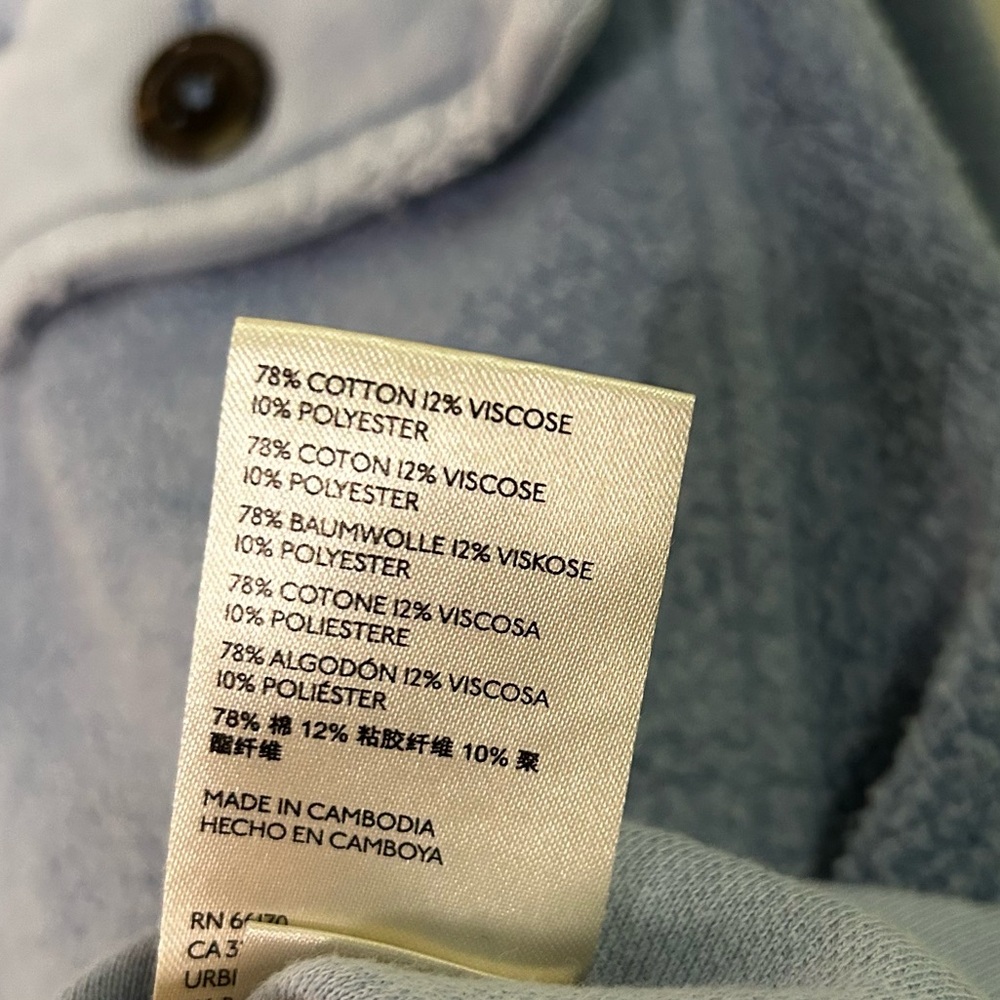 78% COTTON 12% VISCOSE
10% POLYESTER
78% COTON 12% VISCOSE
10% POLYESTER
78% BAUMWOLLE 12% VISKOSE
10% POLYESTER
78% COTONE 12% VISCOSA
10% POLIESTERE
78% ALGODÓN 12% VISCOSA
10% POLIÉSTER
78% 棉 12% 粘胶纤维 10% 聚
酯纤维
MADE IN CAMBODIA
HECHO EN CAMBOYA
RN
CA